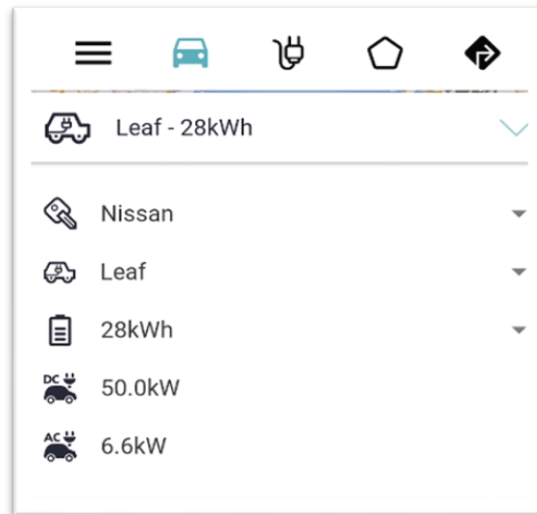 Leaf - 28kWh
Nissan
Leaf
28kWh
DC 50.0kW
AC 6.6kW